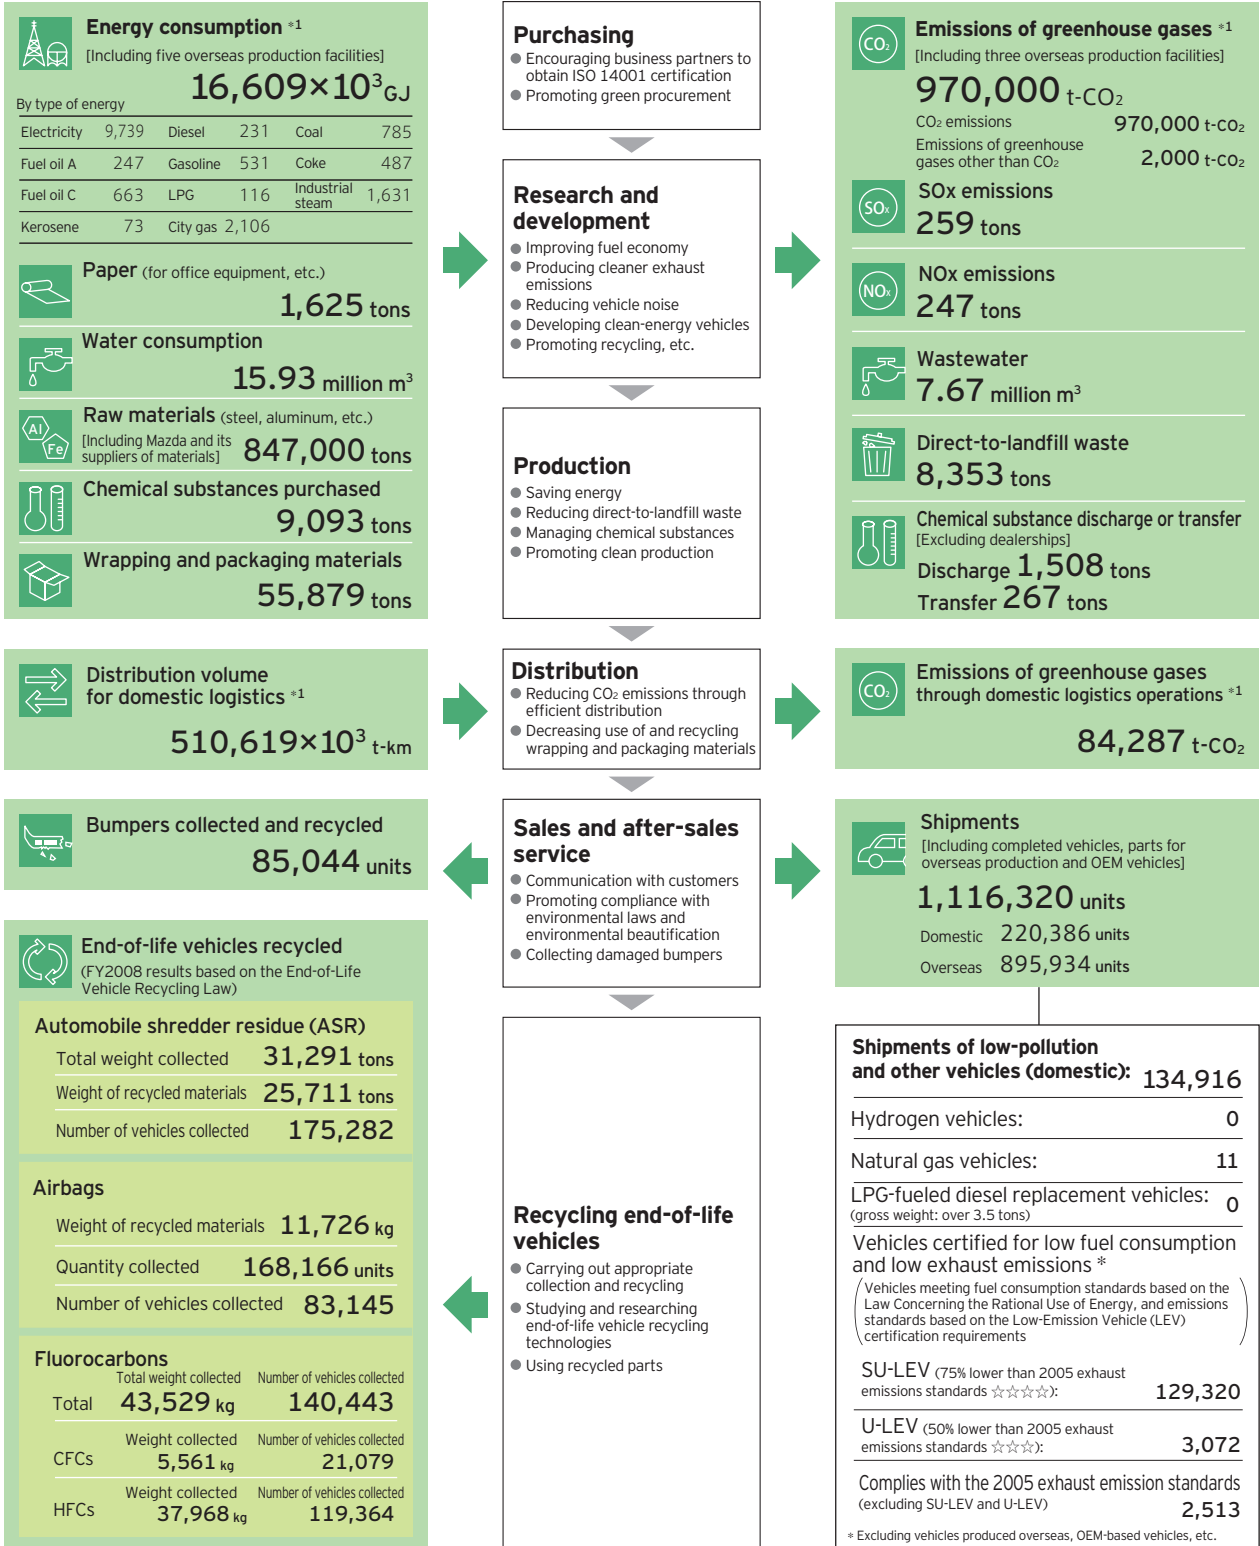 Energy consumption *1
[Including five overseas production facilities]
16,609×10³ GJ
By type of energy
Electricity 9,739 Diesel 231 Coal 785
Fuel oil A 247 Gasoline 531 Coke 487
Fuel oil C 663 LPG 116 Industrial steam 1,631
Kerosene 73 City gas 2,106
Paper (for office equipment, etc.)
1,625 tons
Water consumption
15.93 million m³
Al
Fe
Raw materials (steel, aluminum, etc.)
[Including Mazda and its
suppliers of materials] 847,000 tons
Chemical substances purchased
9,093 tons
Wrapping and packaging materials
55,879 tons
Distribution volume
for domestic logistics *1
510,619×10³ t-km
Bumpers collected and recycled
85,044 units
End-of-life vehicles recycled
(FY2008 results based on the End-of-Life
Vehicle Recycling Law)
Automobile shredder residue (ASR)
Total weight collected 31,291 tons
Weight of recycled materials 25,711 tons
Number of vehicles collected 175,282
Airbags
Weight of recycled materials 11,726 kg
Quantity collected 168,166 units
Number of vehicles collected 83,145
Fluorocarbons
Total weight collected Number of vehicles collected
Total 43,529 kg 140,443
Weight collected Number of vehicles collected
CFCs 5,561 kg 21,079
Weight collected Number of vehicles collected
HFCs 37,968 kg 119,364
Purchasing
● Encouraging business partners to
obtain ISO 14001 certification
● Promoting green procurement
Research and
development
● Improving fuel economy
● Producing cleaner exhaust
emissions
● Reducing vehicle noise
● Developing clean-energy vehicles
● Promoting recycling, etc.
Production
● Saving energy
● Reducing direct-to-landfill waste
● Managing chemical substances
● Promoting clean production
Distribution
● Reducing CO₂ emissions through
efficient distribution
● Decreasing use of and recycling
wrapping and packaging materials
Sales and after-sales
service
● Communication with customers
● Promoting compliance with
environmental laws and
environmental beautification
● Collecting damaged bumpers
Recycling end-of-life
vehicles
● Carrying out appropriate
collection and recycling
● Studying and researching
end-of-life vehicle recycling
technologies
● Using recycled parts
CO₂
Emissions of greenhouse gases *1
[Including three overseas production facilities]
970,000 t-CO₂
CO₂ emissions 970,000 t-CO₂
Emissions of greenhouse
gases other than CO₂ 2,000 t-CO₂
SOx
SOx emissions
259 tons
NOx
NOx emissions
247 tons
Wastewater
7.67 million m³
Direct-to-landfill waste
8,353 tons
Chemical substance discharge or transfer
[Excluding dealerships]
Discharge 1,508 tons
Transfer 267 tons
CO₂
Emissions of greenhouse gases
through domestic logistics operations *1
84,287 t-CO₂
Shipments
[Including completed vehicles, parts for
overseas production and OEM vehicles]
1,116,320 units
Domestic 220,386 units
Overseas 895,934 units
Shipments of low-pollution
and other vehicles (domestic): 134,916
Hydrogen vehicles: 0
Natural gas vehicles: 11
LPG-fueled diesel replacement vehicles:
(gross weight: over 3.5 tons) 0
Vehicles certified for low fuel consumption
and low exhaust emissions *
(Vehicles meeting fuel consumption standards based on the
Law Concerning the Rational Use of Energy, and emissions
standards based on the Low-Emission Vehicle (LEV)
certification requirements)
SU-LEV (75% lower than 2005 exhaust
emissions standards ☆☆☆☆): 129,320
U-LEV (50% lower than 2005 exhaust
emissions standards ☆☆☆): 3,072
Complies with the 2005 exhaust emission standards
(excluding SU-LEV and U-LEV) 2,513
* Excluding vehicles produced overseas, OEM-based vehicles, etc.